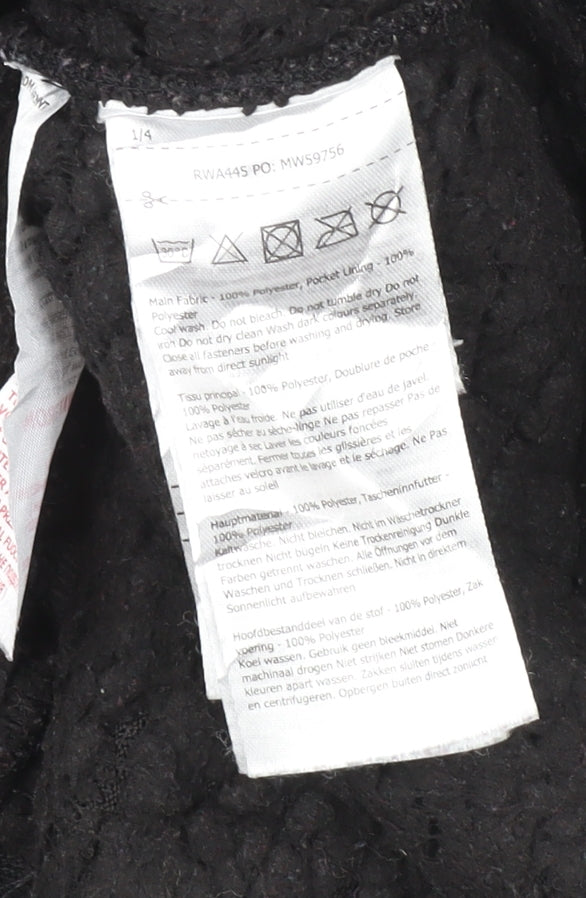 1/4
RWA445 PO: MW59756
Main Fabric - 100% Polyester, Pocket Lining - 100%
Polyester
Cool wash. Do not bleach. Do not tumble dry Do not
iron Do not dry clean Wash dark colours separately.
Close all fasteners before washing and drying. Store
away from direct sunlight
Tissu principal - 100% Polyester, Doublure de poche -
100% Polyester
Lavage à l'eau froide. Ne pas utiliser d'eau de javel.
Ne pas sécher au sèche-linge Ne pas repasser Pas de
nettoyage à sec Laver les couleurs foncées
séparément. Fermer toutes les glissières et les
attaches velcro avant le lavage et le séchage. Ne Pas
laisser au soleil
Hauptmaterial - 100% Polyester, Tascheninnfutter -
100% Polyester
Kaltwäsche. Nicht bleichen. Nicht im Waschetrockner
trocknen Nicht bugeln Keine Trockenreinigung Dunkle
Farben getrennt waschen. Alle Öffnungen vor dem
Waschen und Trocknen schließen. Nicht in direktem
Sonnenlicht aufbewahren
Hoofdbestanddeel van de stof - 100% Polyester, Zak
voering - 100% Polyester
Koel wassen. Gebruik geen bleekmiddel. Niet
machinaal drogen Niet strijken Niet stomen Donkere
kleuren apart wassen. Zakken sluiten tijdens wassen
en centrifugeren. Opbergen buiten direct zonlicht